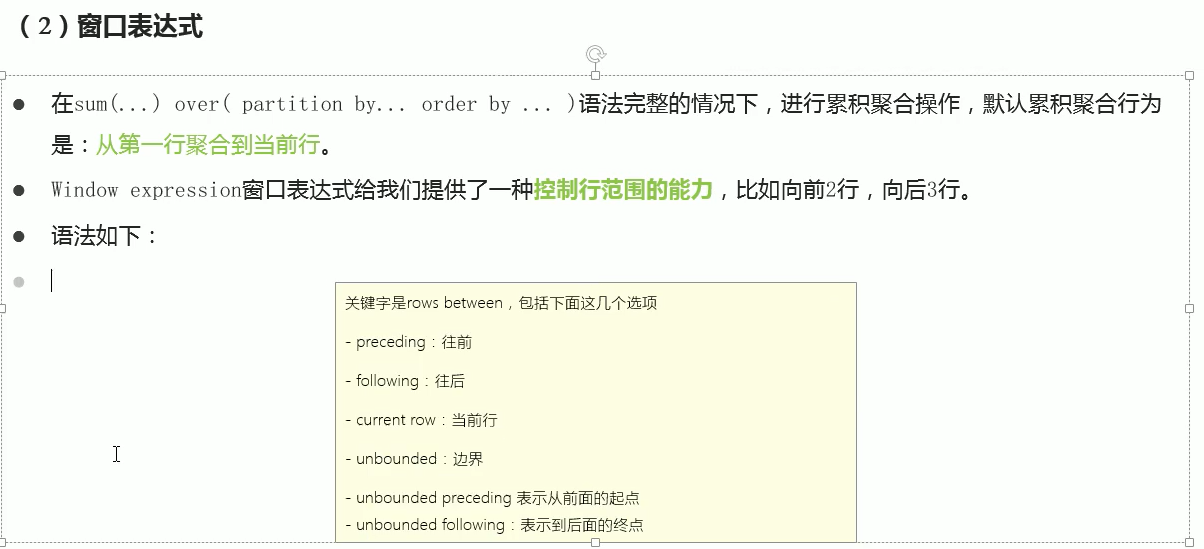 （2）窗口表达式
在sum(...) over( partition by... order by ... )语法完整的情况下，进行累积聚合操作，默认累积聚合行为
是：从第一行聚合到当前行。
Window expression窗口表达式给我们提供了一种控制行范围的能力，比如向前2行，向后3行。
语法如下：
关键字是rows between，包括下面这几个选项
- preceding：往前
- following：往后
- current row：当前行
- unbounded：边界
- unbounded preceding 表示从前面的起点
- unbounded following：表示到后面的终点